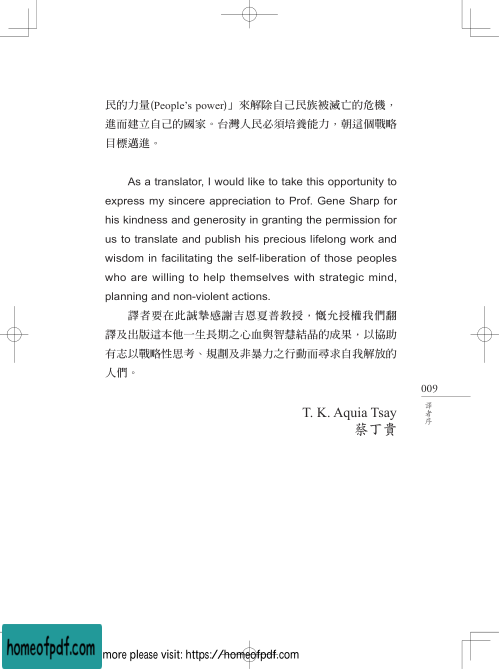 民的力量(People's power)」來解除自己民族被滅亡的危機，
進而建立自己的國家。台灣人民必須培養能力，朝這個戰略
目標邁進。
As a translator, I would like to take this opportunity to
express my sincere appreciation to Prof. Gene Sharp for
his kindness and generosity in granting the permission for
us to translate and publish his precious lifelong work and
wisdom in facilitating the self-liberation of those peoples
who are willing to help themselves with strategic mind,
planning and non-violent actions.
譯者要在此誠摯感謝吉恩夏普教授，慨允授權我們翻
譯及出版這本他一生長期之心血與智慧結晶的成果，以協助
有志以戰略性思考、規劃及非暴力之行動而尋求自我解放的
人們。
009
譯者序
T. K. Aquia Tsay
蔡丁貴
homeofpdf.com
more please visit: https://homeofpdf.com